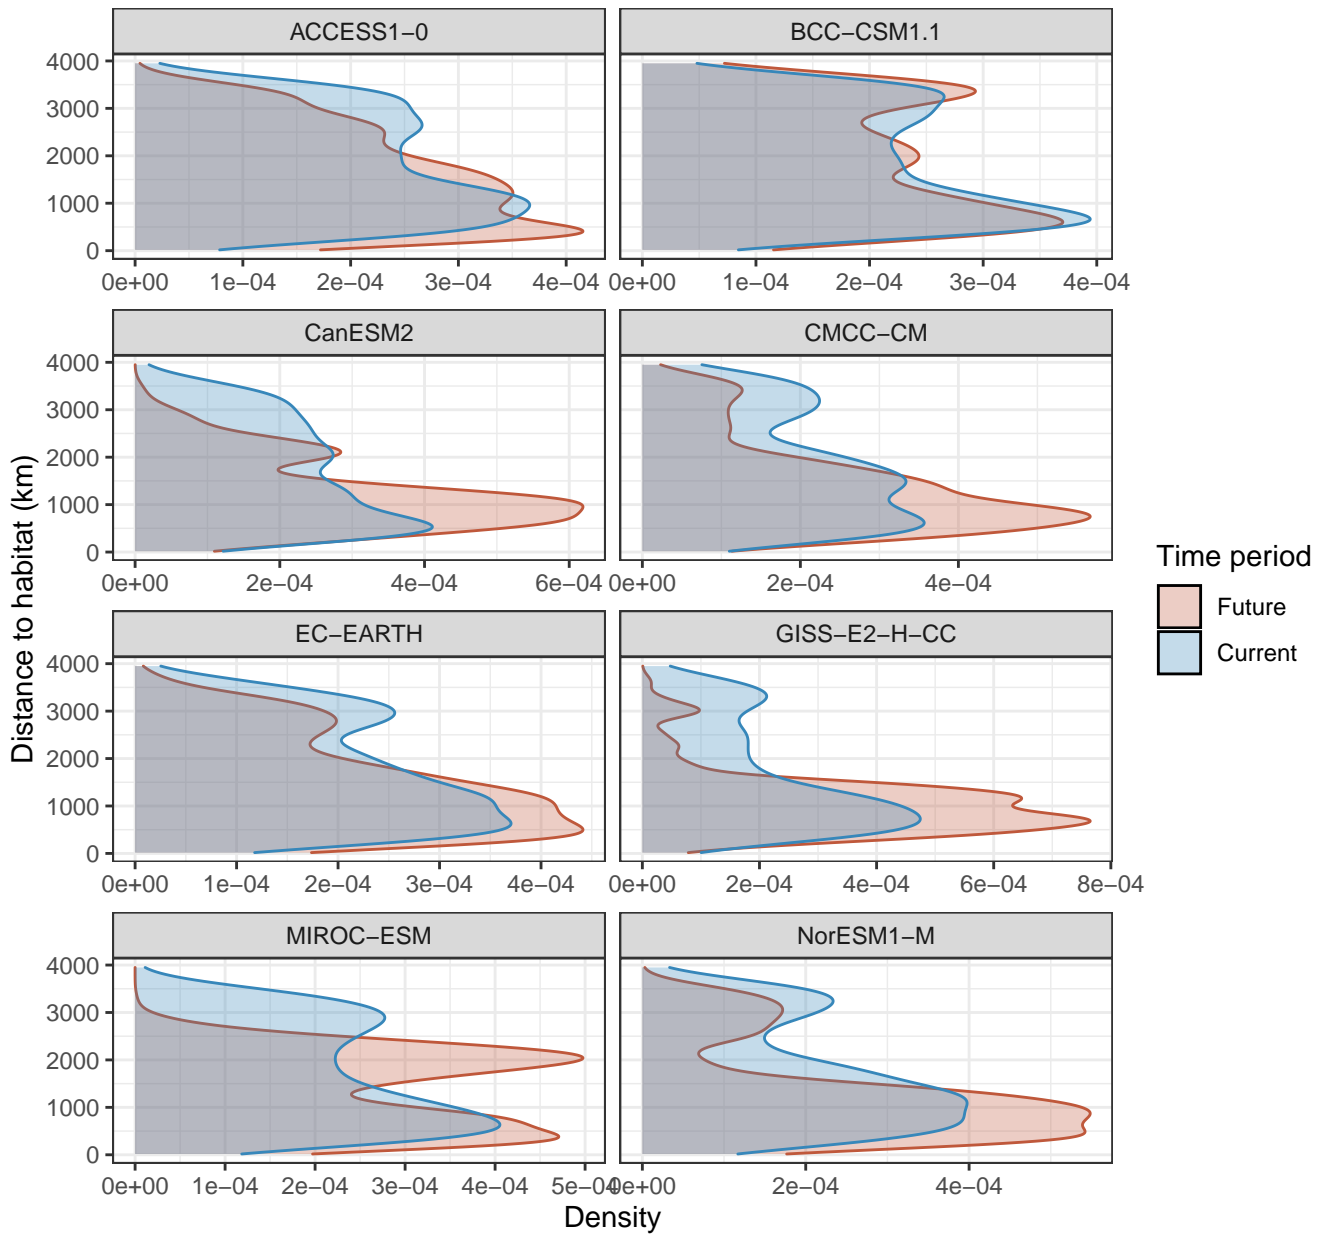 ACCESS1−0
BCC−CSM1.1
4000
3000
2000
1000
0
0e+00 1e−04 2e−04 3e−04 4e−04
0e+00 1e−04 2e−04 3e−04 4e−04
CanESM2
CMCC−CM
4000
3000
2000
1000
0
0e+00 2e−04 4e−04 6e−04
0e+00 2e−04 4e−04
EC−EARTH
GISS−E2−H−CC
4000
3000
2000
1000
0
0e+00 1e−04 2e−04 3e−04 4e−04
0e+00 2e−04 4e−04 6e−04 8e−04
MIROC−ESM
NorESM1−M
4000
3000
2000
1000
0
0e+00 1e−04 2e−04 3e−04 4e−04 5e−04
0e+00 2e−04 4e−04
Density
Distance to habitat (km)
Time period
Future
Current